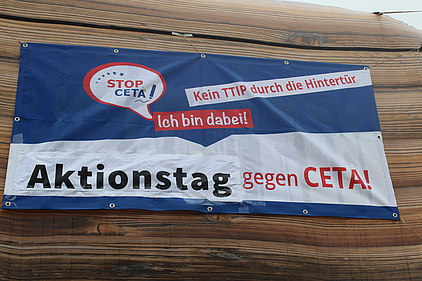 STOP
CETA!
Kein TTIP durch die Hintertür
Ich bin dabei!
Aktionstag gegen CETA!